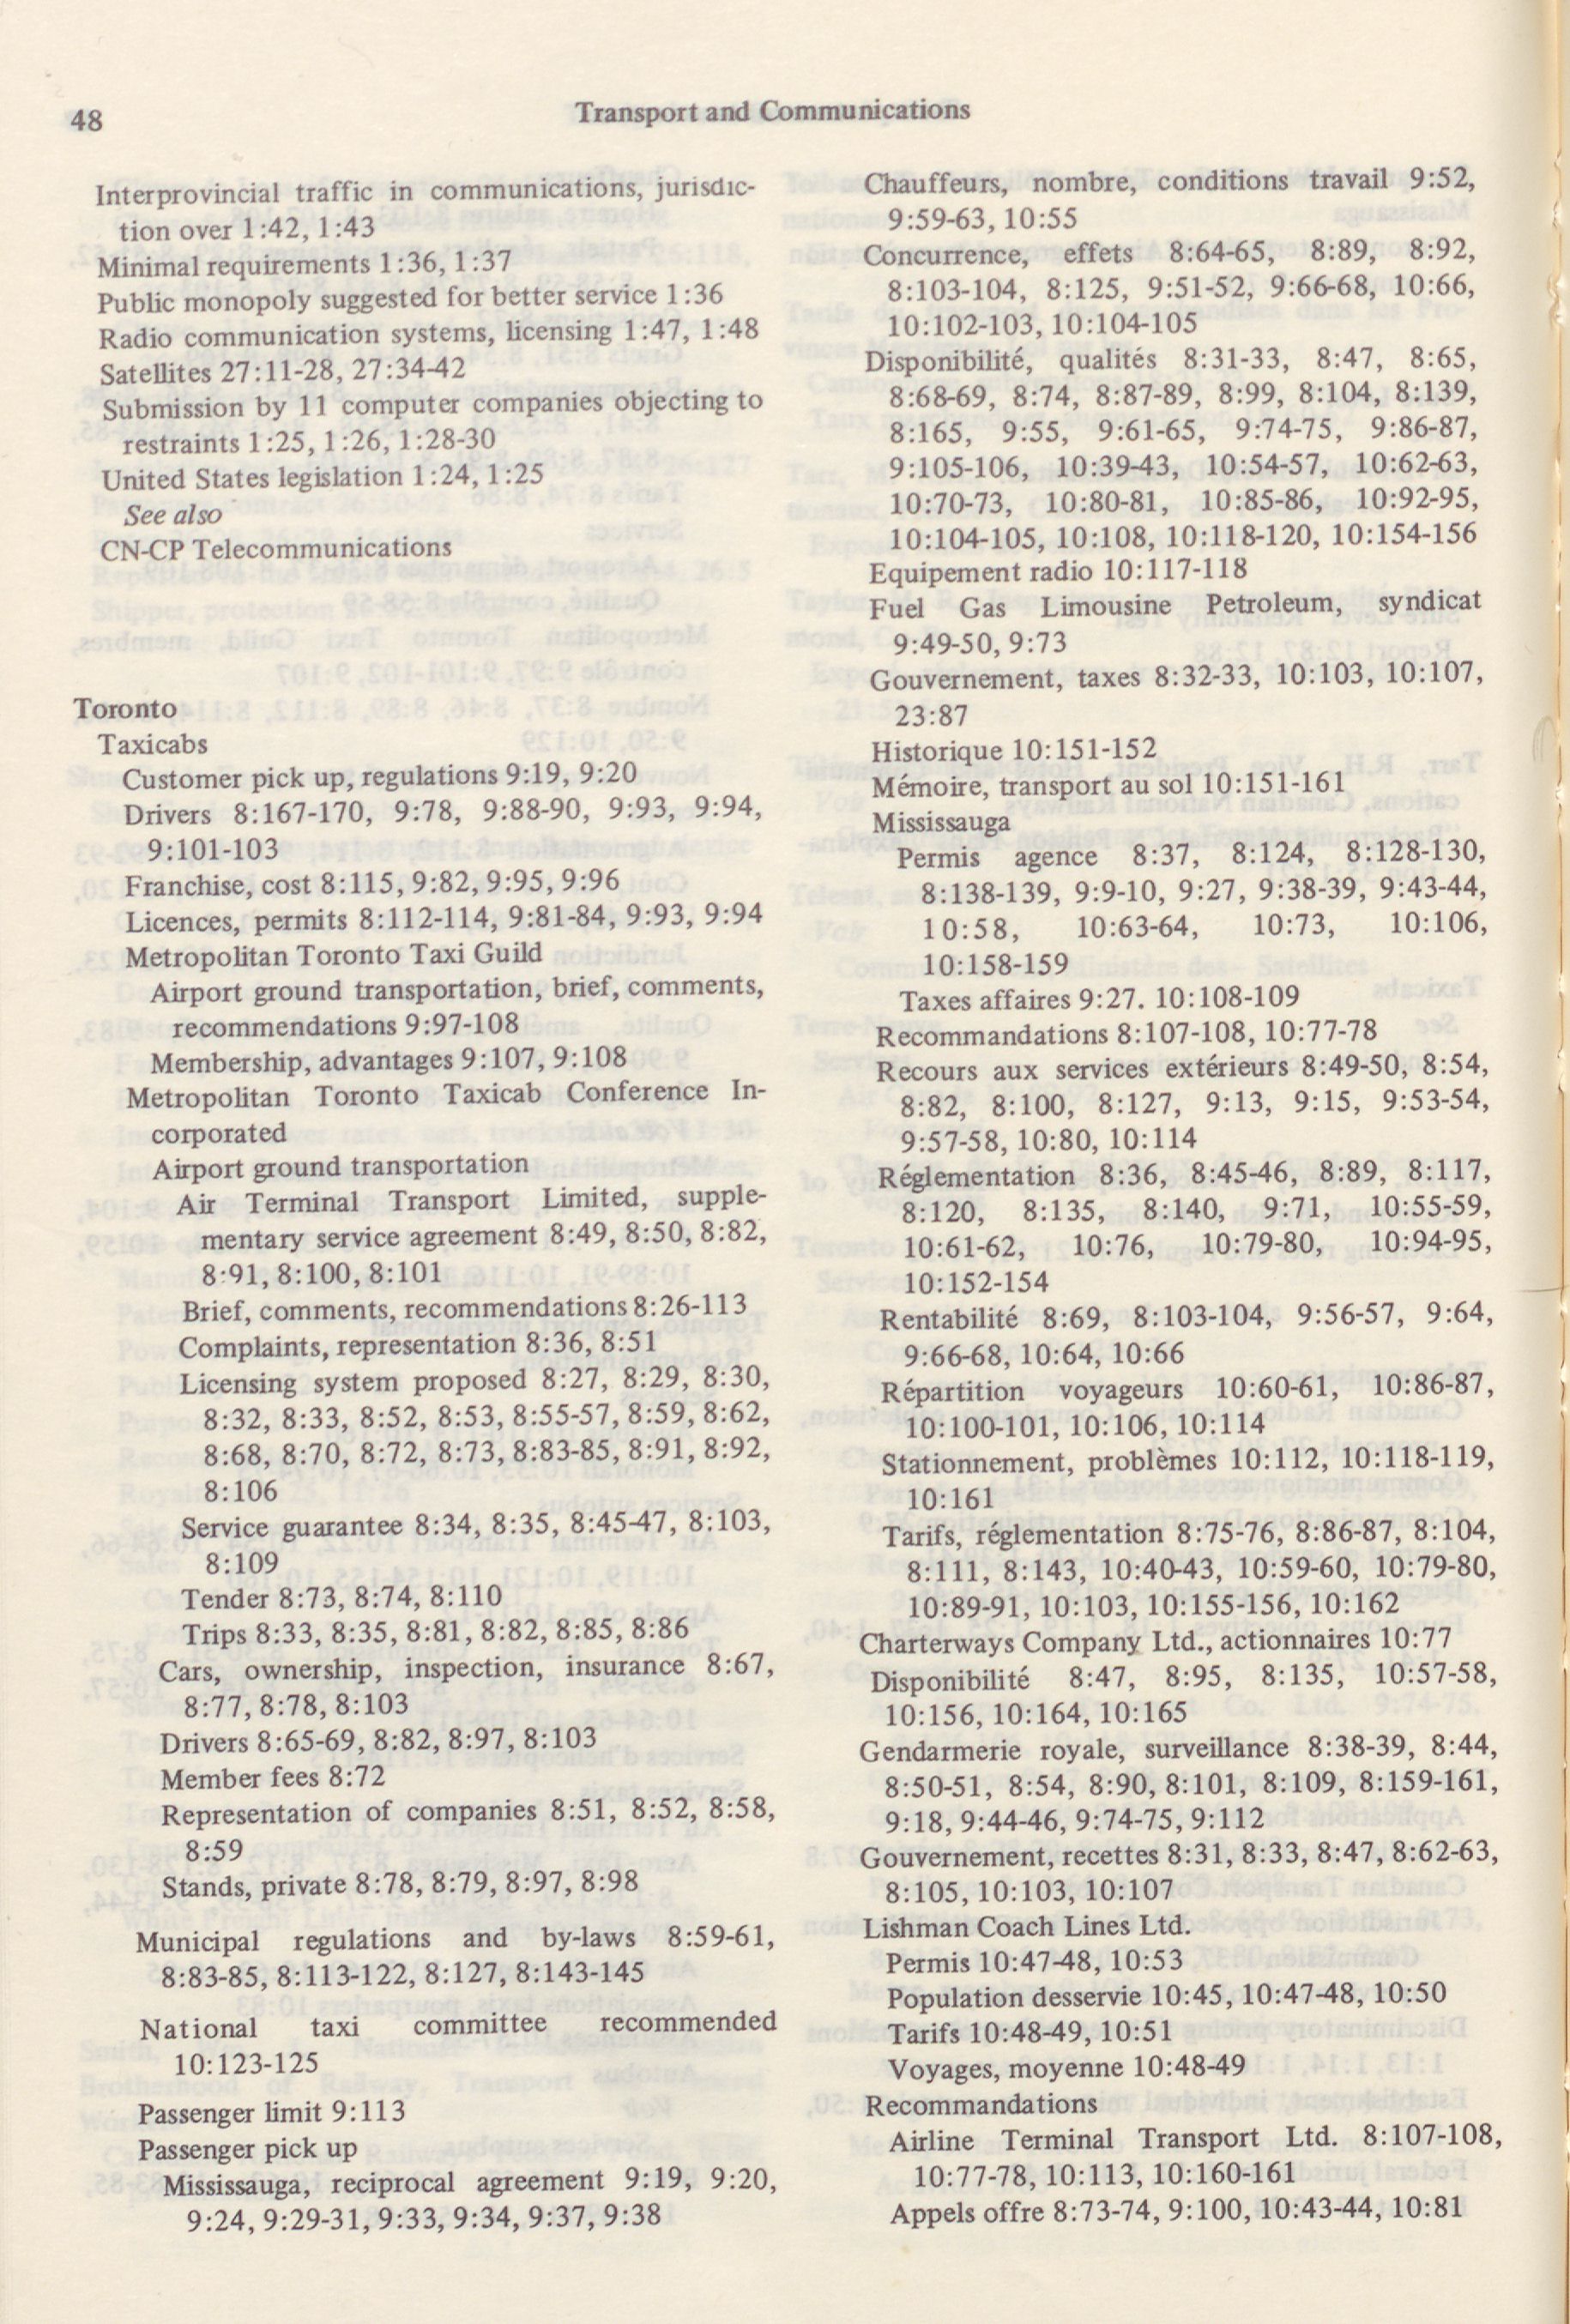 48
Transport and Communications
Interprovincial traffic in communications, jurisdic-
tion over 1:42, 1:43
Minimal requirements 1:36, 1:37
Public monopoly suggested for better service 1:36
Radio communication systems, licensing 1:47, 1:48
Satellites 27:11-28, 27:34-42
Submission by 11 computer companies objecting to
restraints 1:25, 1:26, 1:28-30
United States legislation 1:24, 1:25
See also
CN-CP Telecommunications
Toronto
Taxicabs
Customer pick up, regulations 9:19, 9:20
Drivers 8:167-170, 9:78, 9:88-90, 9:93, 9:94,
9:101-103
Franchise, cost 8:115, 9:82, 9:95, 9:96
Licences, permits 8:112-114, 9:81-84, 9:93, 9:94
Metropolitan Toronto Taxi Guild
Airport ground transportation, brief, comments,
recommendations 9:97-108
Membership, advantages 9:107, 9:108
Metropolitan Toronto Taxicab Conference In-
corporated
Airport ground transportation
Air Terminal Transport Limited, supple-
mentary service agreement 8:49, 8:50, 8:82,
8:91, 8:100, 8:101
Brief, comments, recommendations 8:26-113
Complaints, representation 8:36, 8:51
Licensing system proposed 8:27, 8:29, 8:30,
8:32, 8:33, 8:52, 8:53, 8:55-57, 8:59, 8:62,
8:68, 8:70, 8:72, 8:73, 8:83-85, 8:91, 8:92,
8:106
Service guarantee 8:34, 8:35, 8:45-47, 8:103,
8:109
Tender 8:73, 8:74, 8:110
Trips 8:33, 8:35, 8:81, 8:82, 8:85, 8:86
Cars, ownership, inspection, insurance 8:67,
8:77, 8:78, 8:103
Drivers 8:65-69, 8:82, 8:97, 8:103
Member fees 8:72
Representation of companies 8:51, 8:52, 8:58,
8:59
Stands, private 8:78, 8:79, 8:97, 8:98
Municipal regulations and by-laws 8:59-61,
8:83-85, 8:113-122, 8:127, 8:143-145
National taxi committee recommended
10:123-125
Passenger limit 9:113
Passenger pick up
Mississauga, reciprocal agreement 9:19, 9:20,
9:24, 9:29-31, 9:33, 9:34, 9:37, 9:38
Chauffeurs, nombre, conditions travail 9:52,
9:59-63, 10:55
Concurrence, effets 8:64-65, 8:89, 8:92,
8:103-104, 8:125, 9:51-52, 9:66-68, 10:66,
10:102-103, 10:104-105
Disponibilité, qualités 8:31-33, 8:47, 8:65,
8:68-69, 8:74, 8:87-89, 8:99, 8:104, 8:139,
8:165, 9:55, 9:61-65, 9:74-75, 9:86-87,
9:105-106, 10:39-43, 10:54-57, 10:62-63,
10:70-73, 10:80-81, 10:85-86, 10:92-95,
10:104-105, 10:108, 10:118-120, 10:154-156
Equipement radio 10:117-118
Fuel Gas Limousine Petroleum, syndicat
9:49-50, 9:73
Gouvernement, taxes 8:32-33, 10:103, 10:107,
23:87
Historique 10:151-152
Mémoire, transport au sol 10:151-161
Mississauga
Permis agence 8:37, 8:124, 8:128-130,
8:138-139, 9:9-10, 9:27, 9:38-39, 9:43-44,
10:58, 10:63-64, 10:73, 10:106,
10:158-159
Taxes affaires 9:27. 10:108-109
Recommandations 8:107-108, 10:77-78
Recours aux services extérieurs 8:49-50, 8:54,
8:82, 8:100, 8:127, 9:13, 9:15, 9:53-54,
9:57-58, 10:80, 10:114
Réglementation 8:36, 8:45-46, 8:89, 8:117,
8:120, 8:135, 8:140, 9:71, 10:55-59,
10:61-62, 10:76, 10:79-80, 10:94-95,
10:152-154
Rentabilité 8:69, 8:103-104, 9:56-57, 9:64,
9:66-68, 10:64, 10:66
Répartition voyageurs 10:60-61, 10:86-87,
10:100-101, 10:106, 10:114
Stationnement, problèmes 10:112, 10:118-119,
10:161
Tarifs, réglementation 8:75-76, 8:86-87, 8:104,
8:111, 8:143, 10:40-43, 10:59-60, 10:79-80,
10:89-91, 10:103, 10:155-156, 10:162
Charterways Company Ltd., actionnaires 10:77
Disponibilité 8:47, 8:95, 8:135, 10:57-58,
10:156, 10:164, 10:165
Gendarmerie royale, surveillance 8:38-39, 8:44,
8:50-51, 8:54, 8:90, 8:101, 8:109, 8:159-161,
9:18, 9:44-46, 9:74-75, 9:112
Gouvernement, recettes 8:31, 8:33, 8:47, 8:62-63,
8:105, 10:103, 10:107
Lishman Coach Lines Ltd.
Permis 10:47-48, 10:53
Population desservie 10:45, 10:47-48, 10:50
Tarifs 10:48-49, 10:51
Voyages, moyenne 10:48-49
Recommandations
Airline Terminal Transport Ltd. 8:107-108,
10:77-78, 10:113, 10:160-161
Appels offre 8:73-74, 9:100, 10:43-44, 10:81